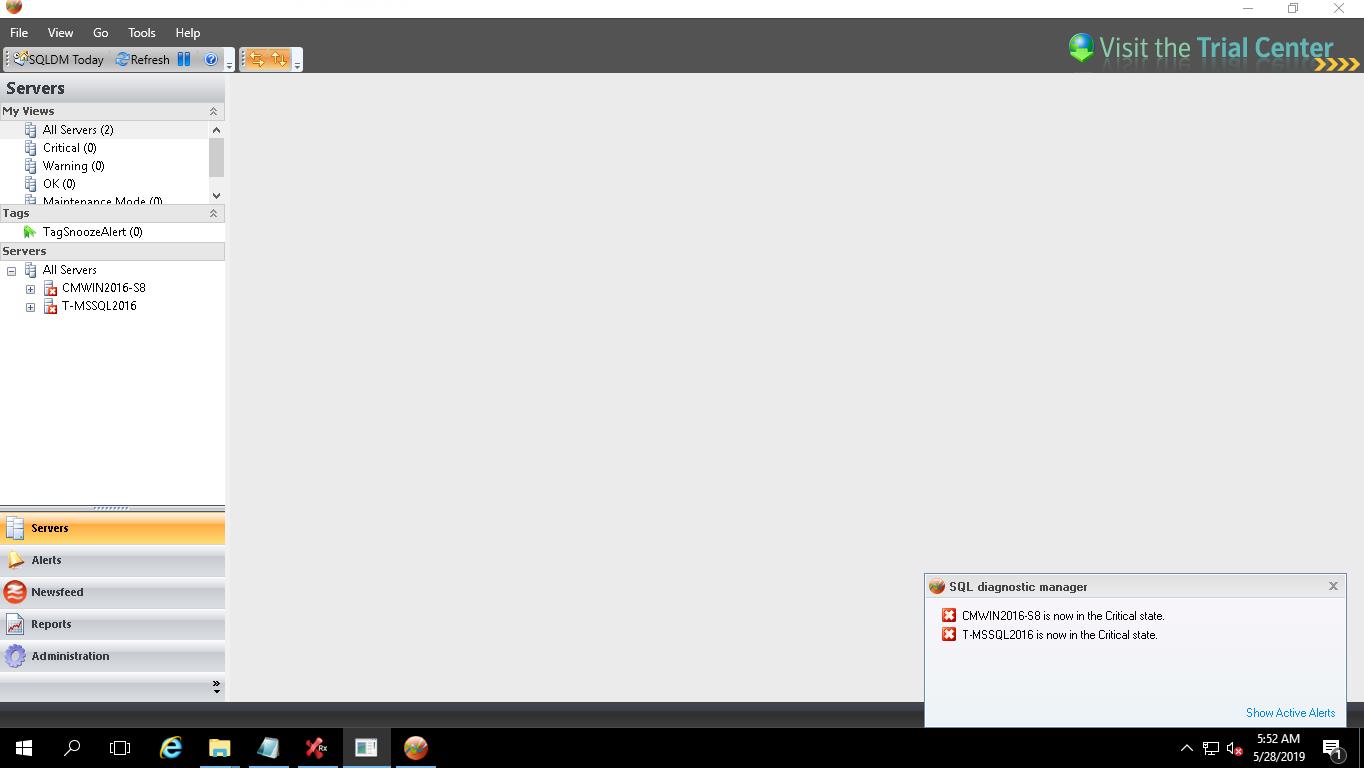 File View Go Tools Help
SQLDM Today Refresh
Visit the Trial Center
Servers
My Views
All Servers (2)
Critical (0)
Warning (0)
OK (0)
Maintenance Mode (0)
Tags
TagSnoozeAlert (0)
Servers
All Servers
CMWIN2016-S8
T-MSSQL2016
Servers
Alerts
Newsfeed
Reports
Administration
SQL diagnostic manager
CMWIN2016-S8 is now in the Critical state.
T-MSSQL2016 is now in the Critical state.
Show Active Alerts
Rx
5:52 AM
5/28/2019
1